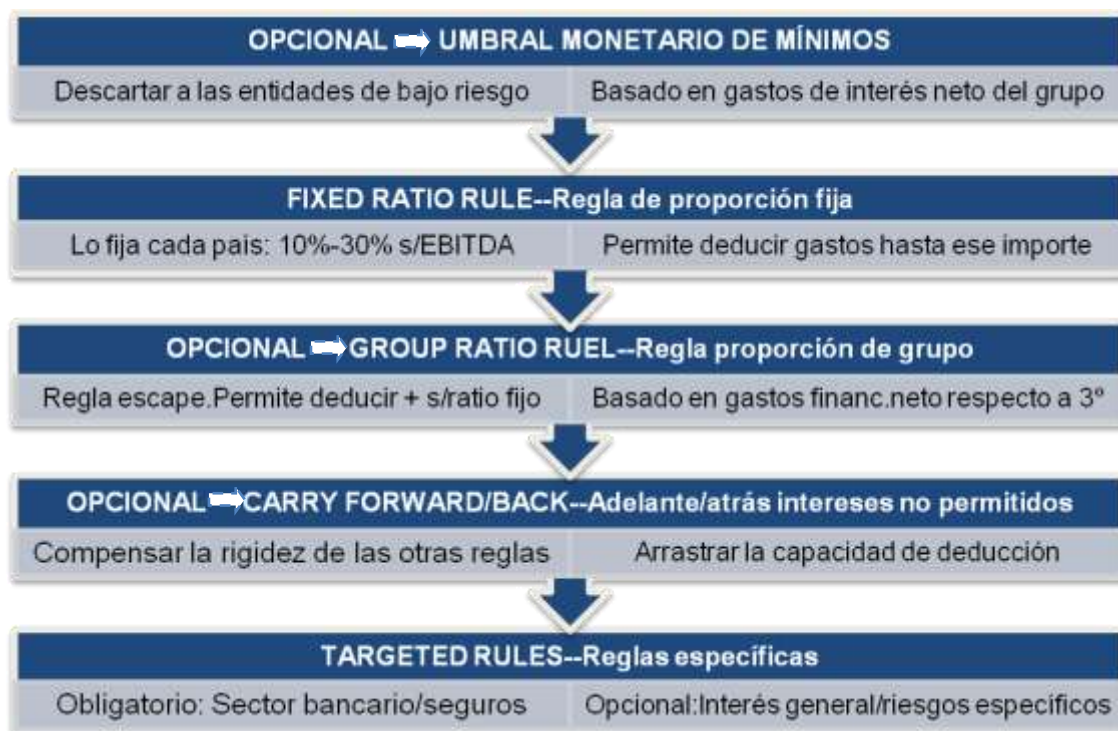 OPCIONAL ➡ UMBRAL MONETARIO DE MÍNIMOS
Descartar a las entidades de bajo riesgo
Basado en gastos de interés neto del grupo
FIXED RATIO RULE--Regla de proporción fija
Lo fija cada pais: 10%-30% s/EBITDA
Permite deducir gastos hasta ese importe
OPCIONAL ➡GROUP RATIO RUEL--Regla proporción de grupo
Regla escape.Permite deducir + s/ratio fijo
Basado en gastos financ.neto respecto a 3º
OPCIONAL ➡CARRY FORWARD/BACK--Adelante/atrás intereses no permitidos
Compensar la rigidez de las otras reglas
Arrastrar la capacidad de deducción
TARGETED RULES--Reglas específicas
Obligatorio: Sector bancario/seguros
Opcional:Interés general/riesgos específicos